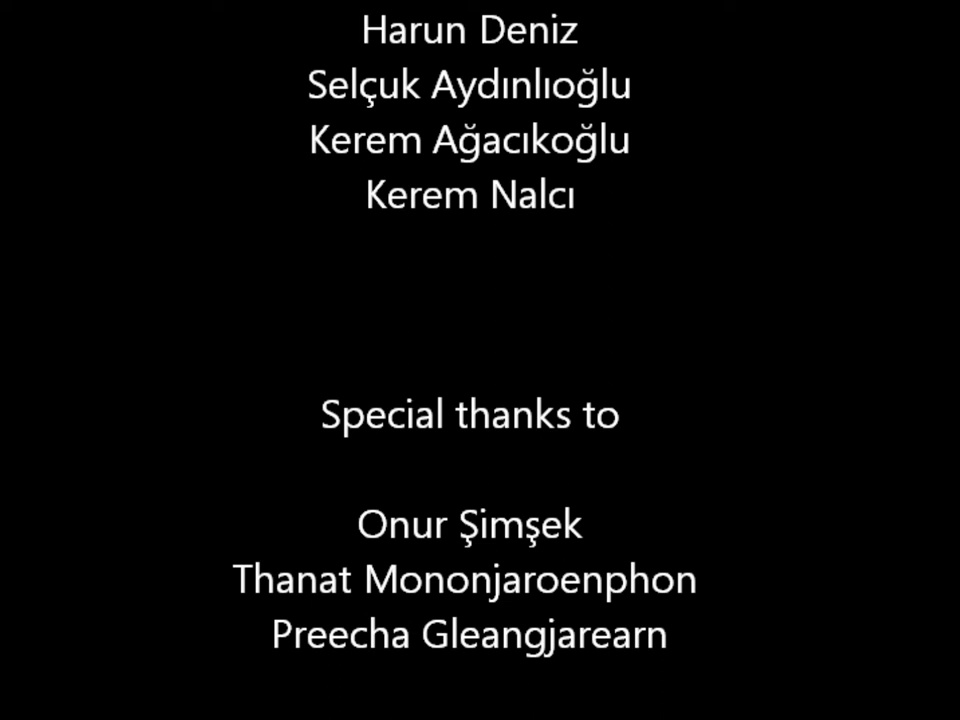 Harun Deniz
Selçuk Aydınlıoğlu
Kerem Ağacıkoğlu
Kerem Nalcı
Special thanks to
Onur Şimşek
Thanat Mononjaroenphon
Preecha Gleangjarearn